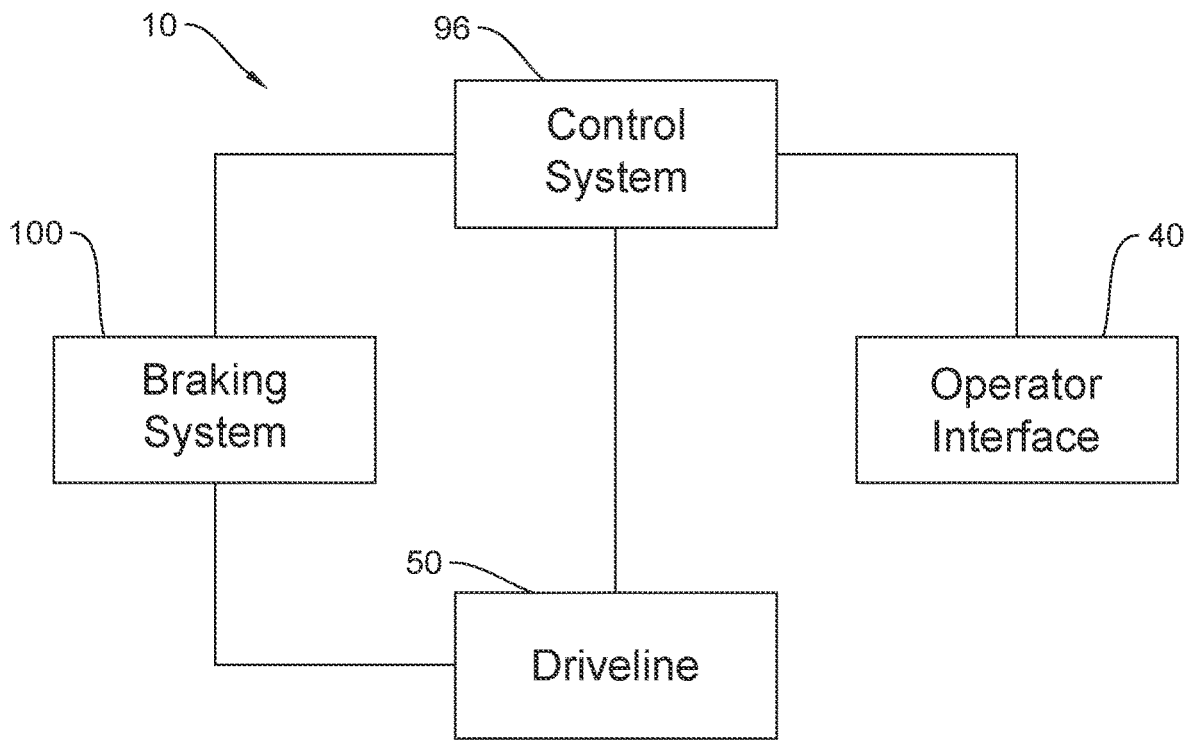 10
96
Control
System
100
40
Braking
System
Operator
Interface
50
Driveline